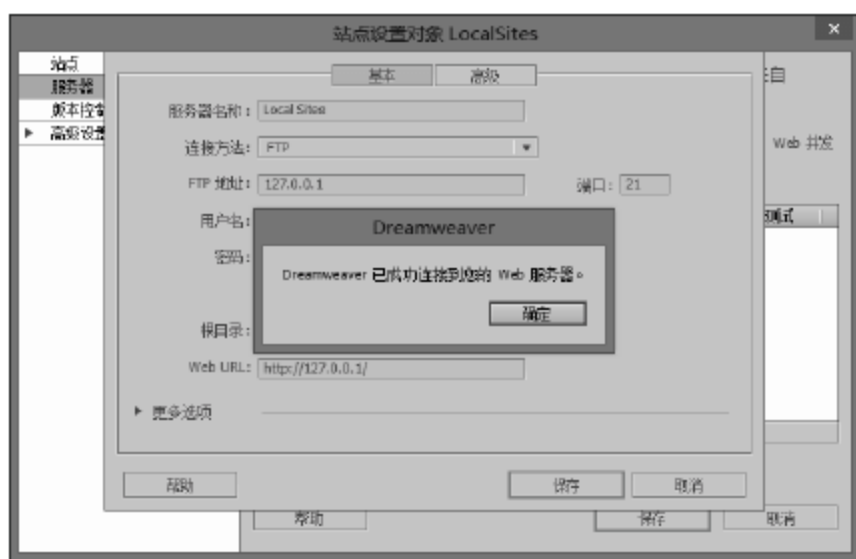 站点设置对象 LocalSites
×
站点
服务器
版本控制
高级设置
基本
高级
服务器名称: Local Sites
连接方法: FTP
FTP 地址: 127.0.0.1
端口: 21
用户名:
密码:
根目录:
Web URL: http://127.0.0.1/
更多选项
Dreamweaver
Dreamweaver 已成功连接到您的 Web 服务器。
确定
帮助
保存
取消
自
Web 开发
测试
帮助
保存
取消